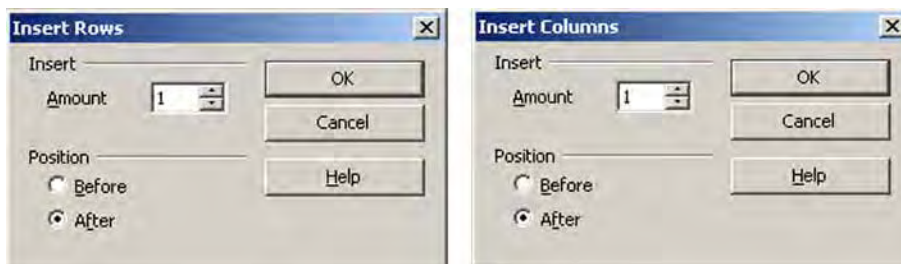 Insert Rows
Insert
Amount 1
OK
Cancel
Position
Before
After
Help
Insert Columns
Insert
Amount 1
OK
Cancel
Position
Before
After
Help